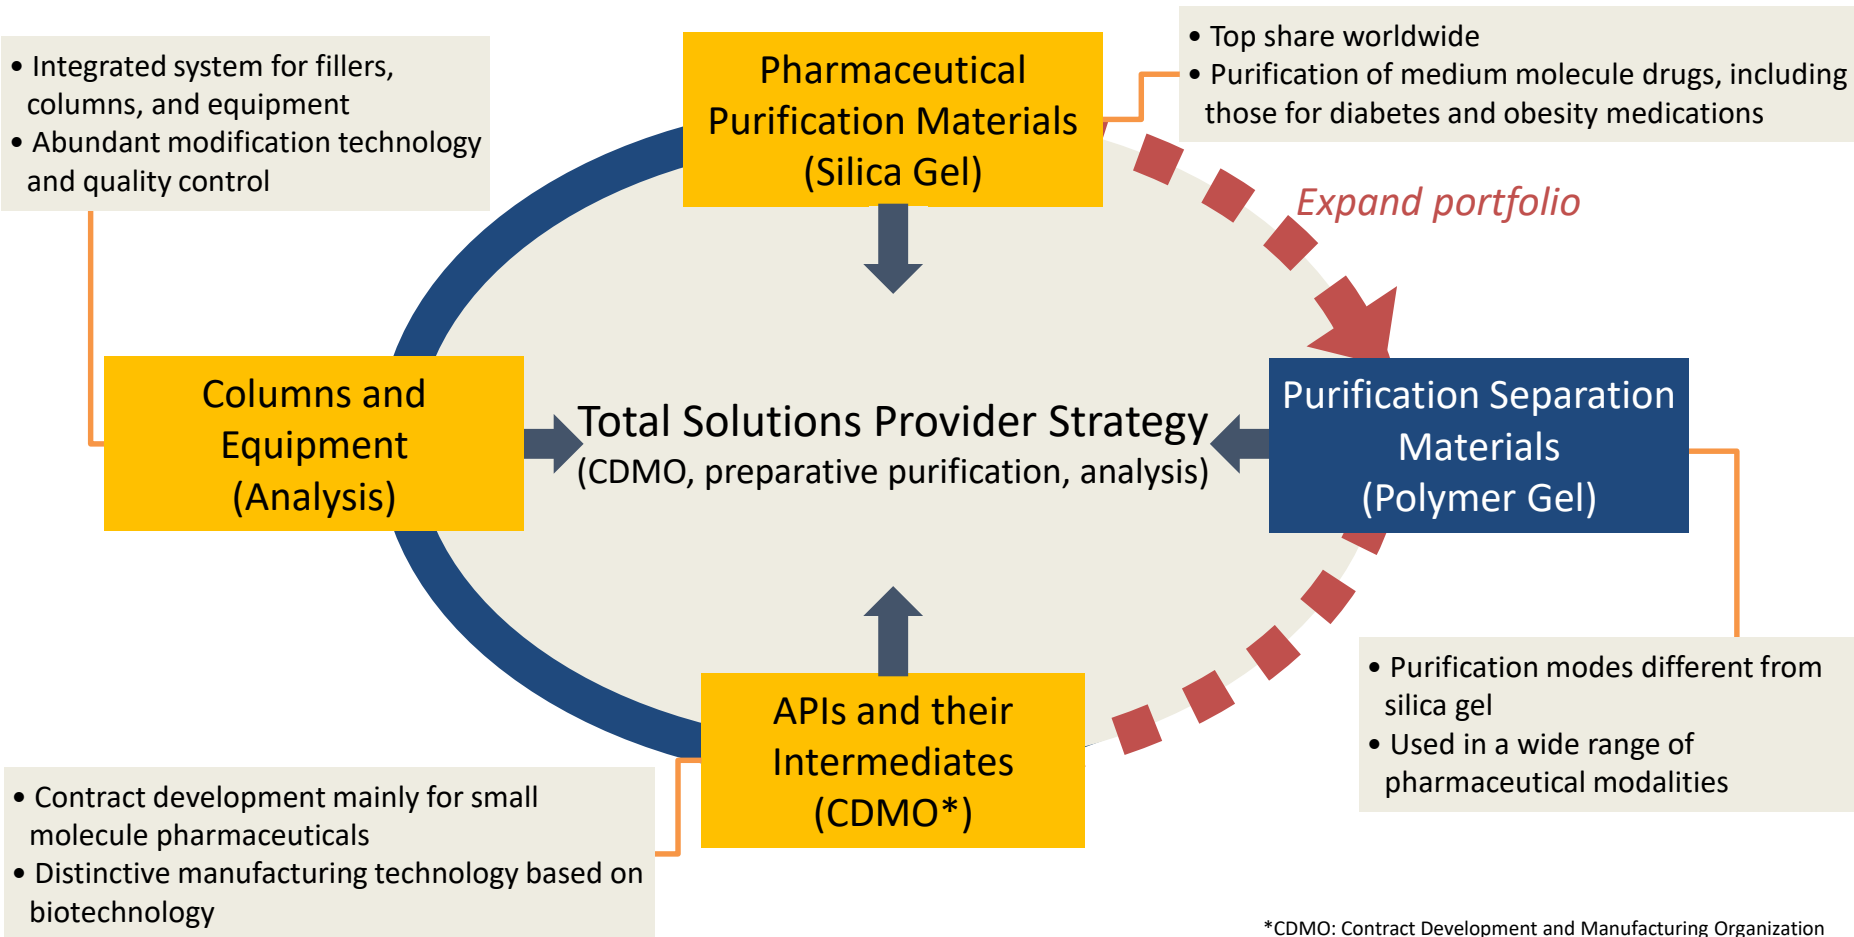 • Integrated system for fillers,
columns, and equipment
• Abundant modification technology
and quality control
Pharmaceutical
Purification Materials
(Silica Gel)
• Top share worldwide
• Purification of medium molecule drugs, including
those for diabetes and obesity medications
Expand portfolio
Columns and
Equipment
(Analysis)
Total Solutions Provider Strategy
(CDMO, preparative purification, analysis)
Purification Separation
Materials
(Polymer Gel)
• Purification modes different from
silica gel
• Used in a wide range of
pharmaceutical modalities
APIs and their
Intermediates
(CDMO*)
• Contract development mainly for small
molecule pharmaceuticals
• Distinctive manufacturing technology based on
biotechnology
*CDMO: Contract Development and Manufacturing Organization